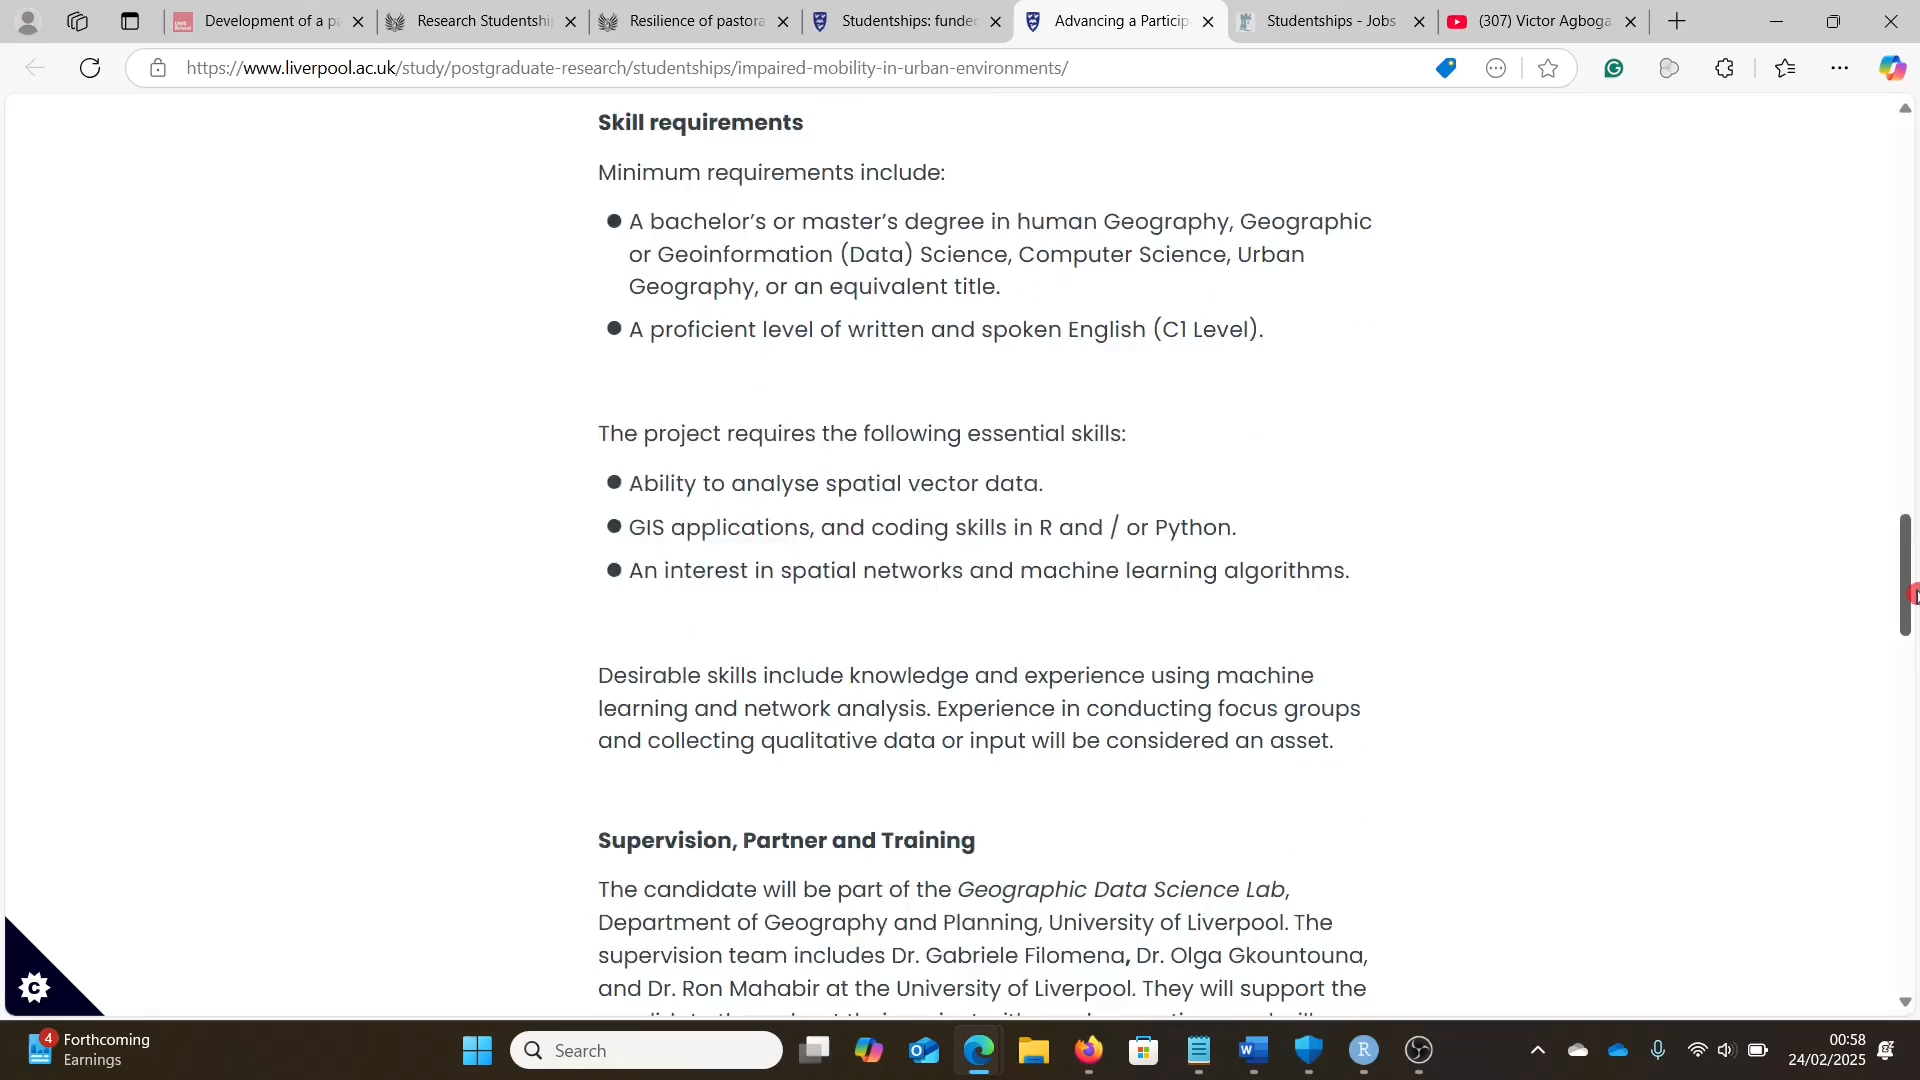 Development of a pa
Research Studentshi
Resilience of pastora
Studentships: funde
Advancing a Particip
Studentships - Jobs
(307) Victor Agboga
https://www.liverpool.ac.uk/study/postgraduate-research/studentships/impaired-mobility-in-urban-environments/
Skill requirements
Minimum requirements include:
A bachelor's or master's degree in human Geography, Geographic
or Geoinformation (Data) Science, Computer Science, Urban
Geography, or an equivalent title.
A proficient level of written and spoken English (C1 Level).
The project requires the following essential skills:
Ability to analyse spatial vector data.
GIS applications, and coding skills in R and / or Python.
An interest in spatial networks and machine learning algorithms.
Desirable skills include knowledge and experience using machine
learning and network analysis. Experience in conducting focus groups
and collecting qualitative data or input will be considered an asset.
Supervision, Partner and Training
The candidate will be part of the Geographic Data Science Lab,
Department of Geography and Planning, University of Liverpool. The
supervision team includes Dr. Gabriele Filomena, Dr. Olga Gkountouna,
and Dr. Ron Mahabir at the University of Liverpool. They will support the
4
Forthcoming
Earnings
Search
00:58
24/02/2025